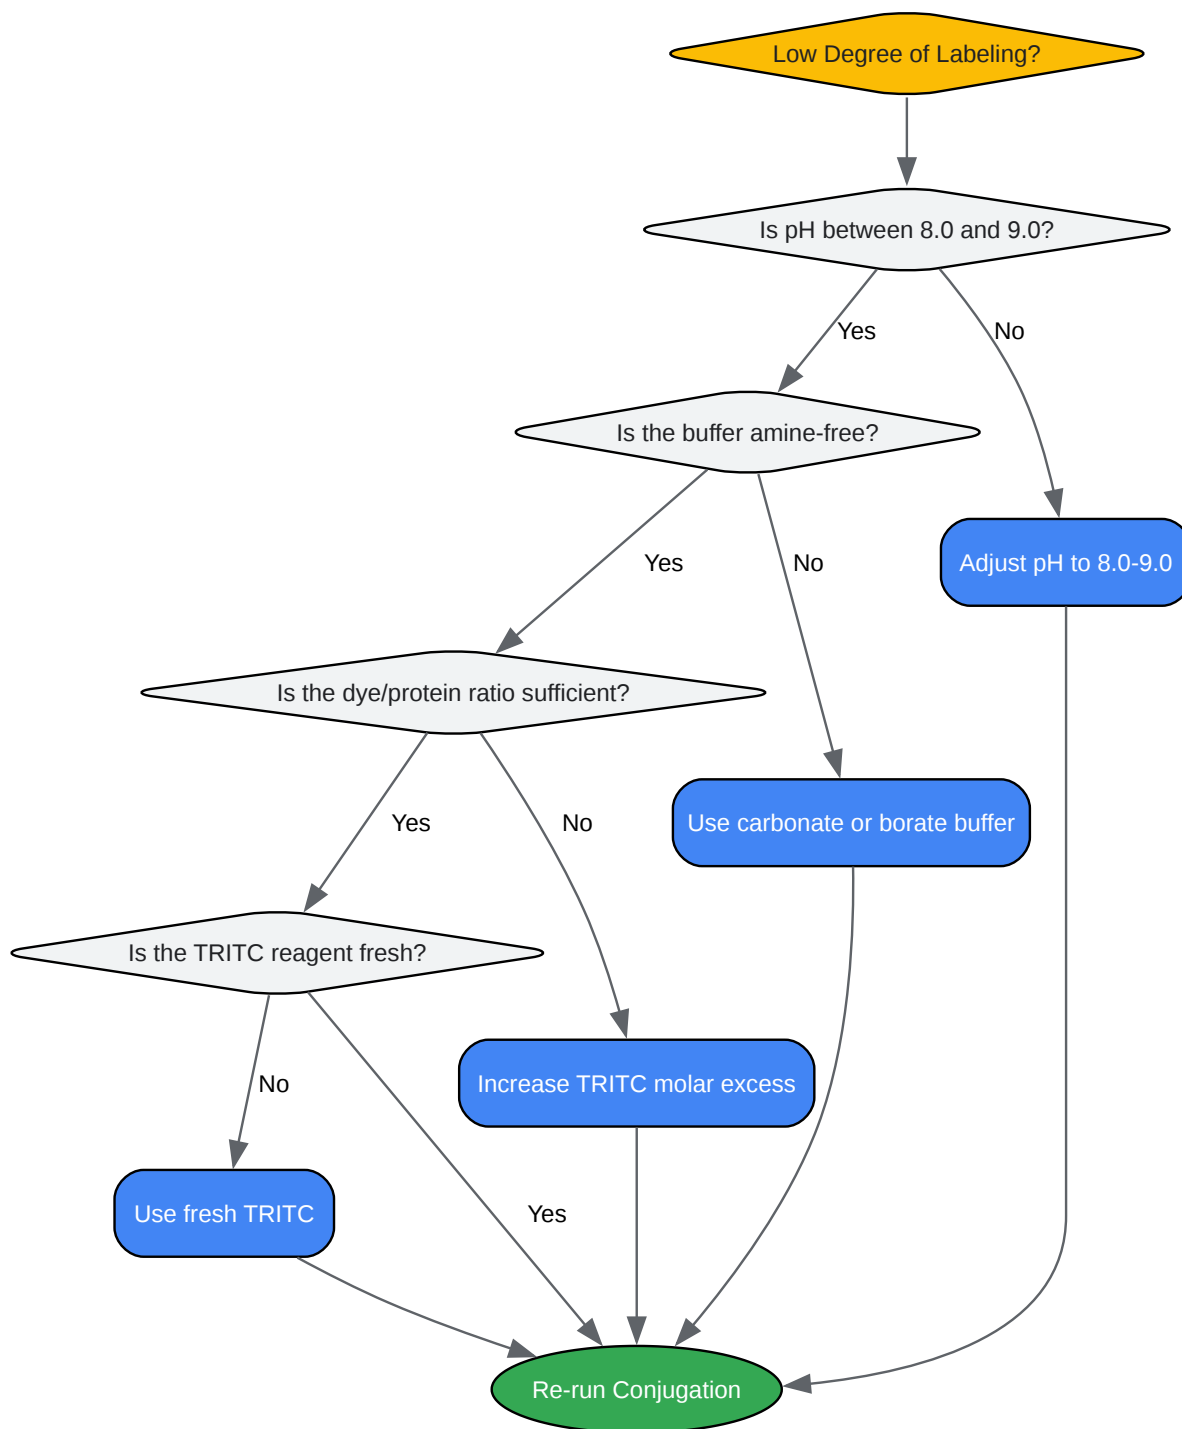 Low Degree of Labeling?
Is pH between 8.0 and 9.0?
Yes
No
Is the buffer amine-free?
Yes
No
Adjust pH to 8.0-9.0
Is the dye/protein ratio sufficient?
Yes
No
Use carbonate or borate buffer
Is the TRITC reagent fresh?
No
Increase TRITC molar excess
Use fresh TRITC
Yes
Re-run Conjugation